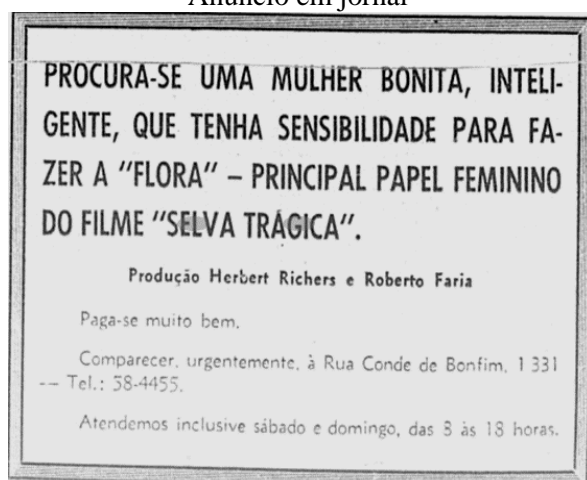 Anúncio em jornal
PROCURA-SE UMA MULHER BONITA, INTELI-
GENTE, QUE TENHA SENSIBILIDADE PARA FA-
ZER A "FLORA" – PRINCIPAL PAPEL FEMININO
DO FILME "SELVA TRÁGICA".
Produção Herbert Richers e Roberto Faria
Paga-se muito bem.
Comparecer, urgentemente, à Rua Conde de Bonfim, 1 331
-- Tel.: 38-4455.
Atendemos inclusive sábado e domingo, das 8 às 18 horas.